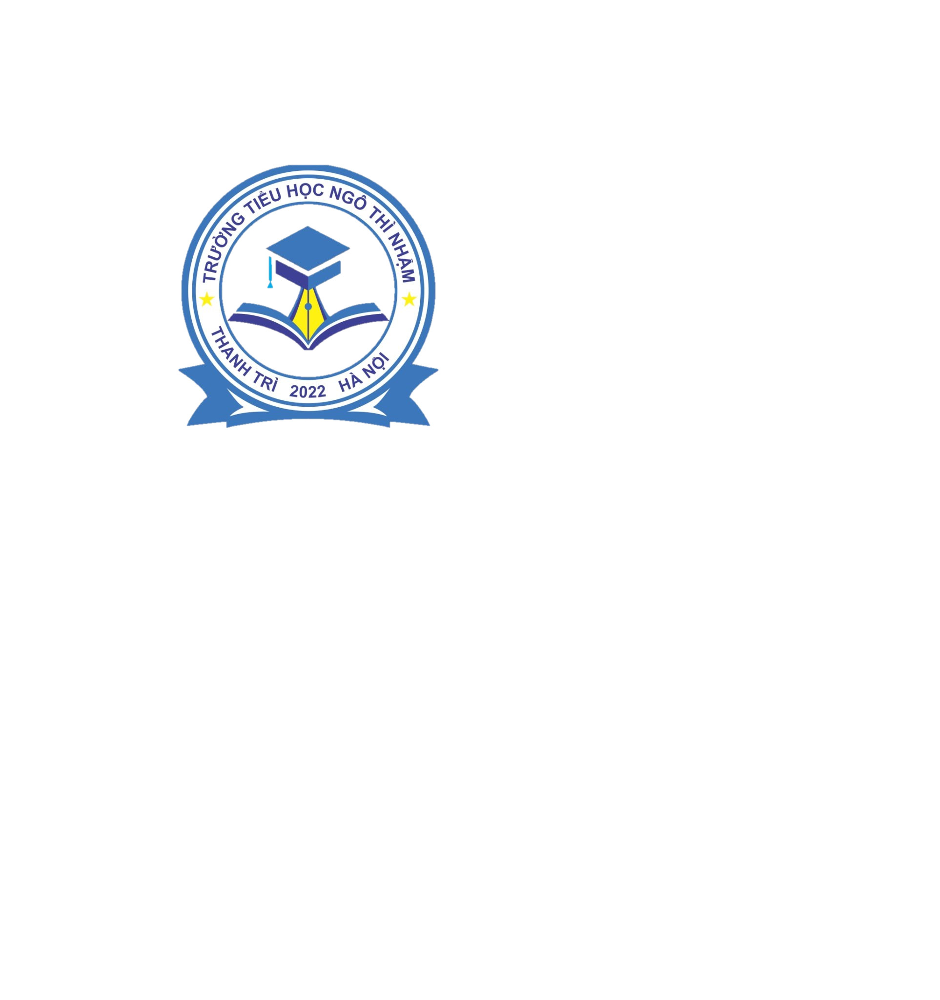 TRƯỜNG TIỂU HỌC NGÔ THÌ NHẬM
THANH TRÌ 2022 HÀ NỘI